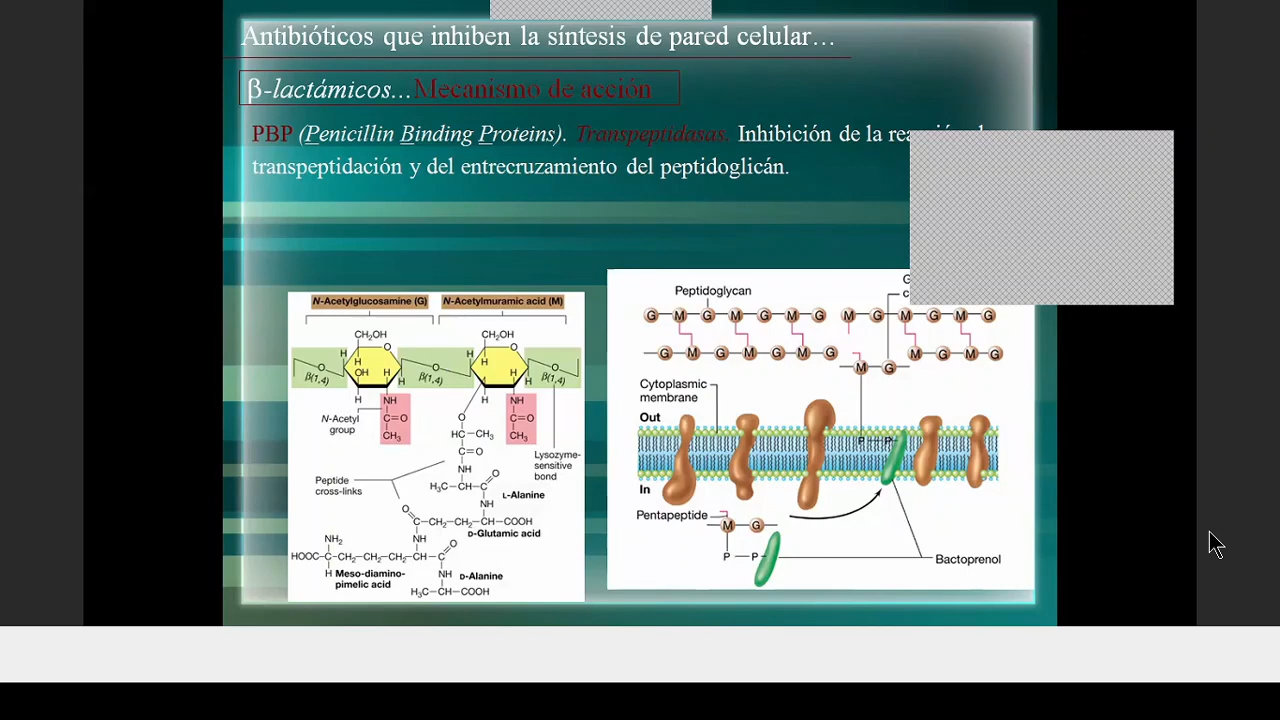 Antibióticos que inhiben la síntesis de pared celular…
β-lactámicos...Mecanismo de acción
PBP (Penicillin Binding Proteins). Transpeptidasas. Inhibición de la
transpeptidación y del entrecruzamiento del peptidoglicán.
N-Acetylglucosamine (G)
N-Acetylmuramic acid (M)
CH2OH
CH2OH
O
O
H
H
H
H
O
β(1,4)
OH
H
H
O
β(1,4)
H
H
O
β(1,4)
H
NH
H
NH
N-Acetyl
group
C=O
CH3
O
C=O
CH3
HC—CH3
C=O
Lysozyme-
sensitive
bond
NH
Peptide
cross-links
H3C—CH—C
O
L-Alanine
NH
O
C—CH2—CH2—CH—COOH
D-Glutamic acid
NH2
NH
HOOC—CH—CH2—CH2—CH2—CH—C
O
H
Meso-diamino-
pimelic acid
NH
D-Alanine
H3C—CH—COOH
Peptidoglycan
G M G M G M G M G M G M G
G M G M G M G M G M G
M G
Cytoplasmic
membrane
Out
P—P
In
Pentapeptide
M G
P—P
Bactoprenol